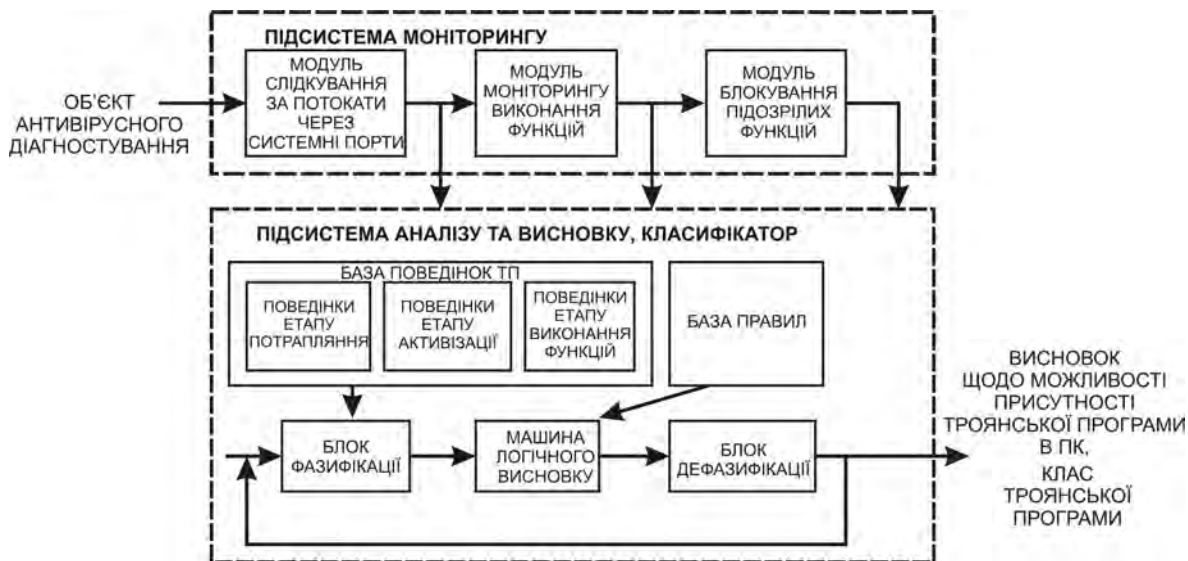 ПІДСИСТЕМА МОНІТОРИНГУ
ОБ'ЄКТ
АНТИВІРУСНОГО
ДІАГНОСТУВАННЯ
МОДУЛЬ
СЛІДКУВАННЯ
ЗА ПОТОКАТИ
ЧЕРЕЗ
СИСТЕМНІ ПОРТИ
МОДУЛЬ
МОНІТОРИНГУ
ВИКОНАННЯ
ФУНКЦІЙ
МОДУЛЬ
БЛОКУВАННЯ
ПІДОЗРІЛИХ
ФУНКЦІЙ
ПІДСИСТЕМА АНАЛІЗУ ТА ВИСНОВКУ, КЛАСИФІКАТОР
БАЗА ПОВЕДІНОК ТП
ПОВЕДІНКИ
ЕТАПУ
ПОТРАПЛЯННЯ
ПОВЕДІНКИ
ЕТАПУ
АКТИВІЗАЦІЇ
ПОВЕДІНКИ
ЕТАПУ
ВИКОНАННЯ
ФУНКЦІЙ
БАЗА ПРАВИЛ
БЛОК
ФАЗИФІКАЦІЇ
МАШИНА
ЛОГІЧНОГО
ВИСНОВКУ
БЛОК
ДЕФАЗИФІКАЦІЇ
ВИСНОВОК
ЩОДО МОЖЛИВОСТІ
ПРИСУТНОСТІ
ТРОЯНСЬКОЇ ПРОГРАМИ
В ПК,
КЛАС
ТРОЯНСЬКОЇ
ПРОГРАМИ